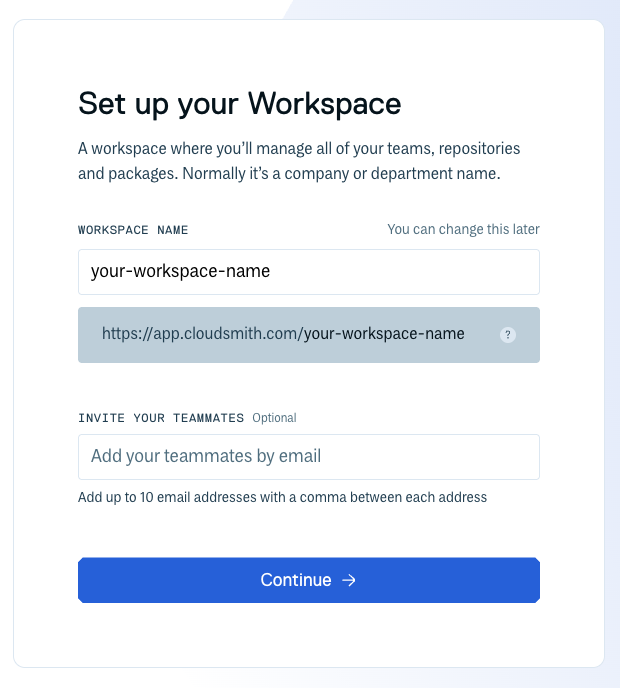 Set up your Workspace
A workspace where you’ll manage all of your teams, repositories
and packages. Normally it’s a company or department name.
WORKSPACE NAME You can change this later
your-workspace-name
https://app.cloudsmith.com/your-workspace-name ?
INVITE YOUR TEAMMATES Optional
Add your teammates by email
Add up to 10 email addresses with a comma between each address
Continue →